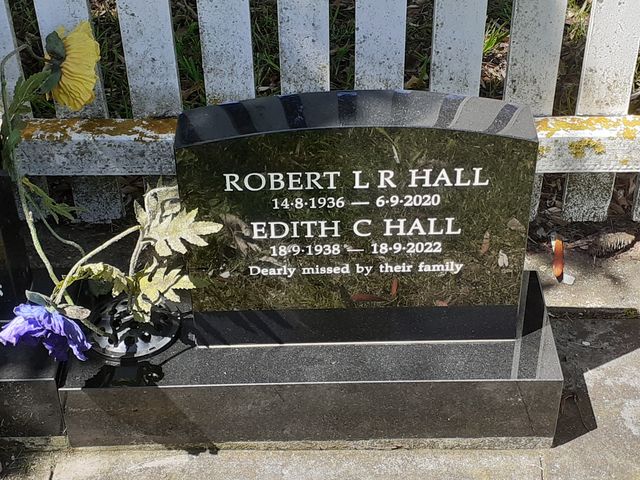 ROBERT L R HALL
14·8·1936 — 6·9·2020
EDITH C HALL
18·9·1938 — 18·9·2022
Dearly missed by their family